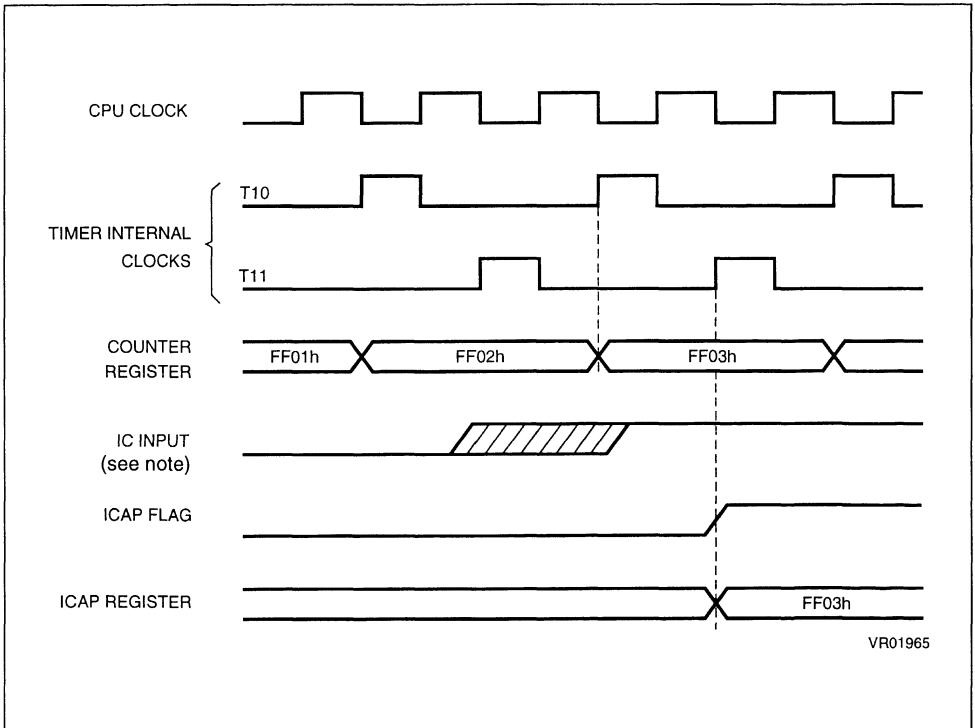 CPU CLOCK
T10
TIMER INTERNAL
CLOCKS
T11
COUNTER
REGISTER
FF01h
FF02h
FF03h
IC INPUT
(see note)
ICAP FLAG
ICAP REGISTER
FF03h
VR01965